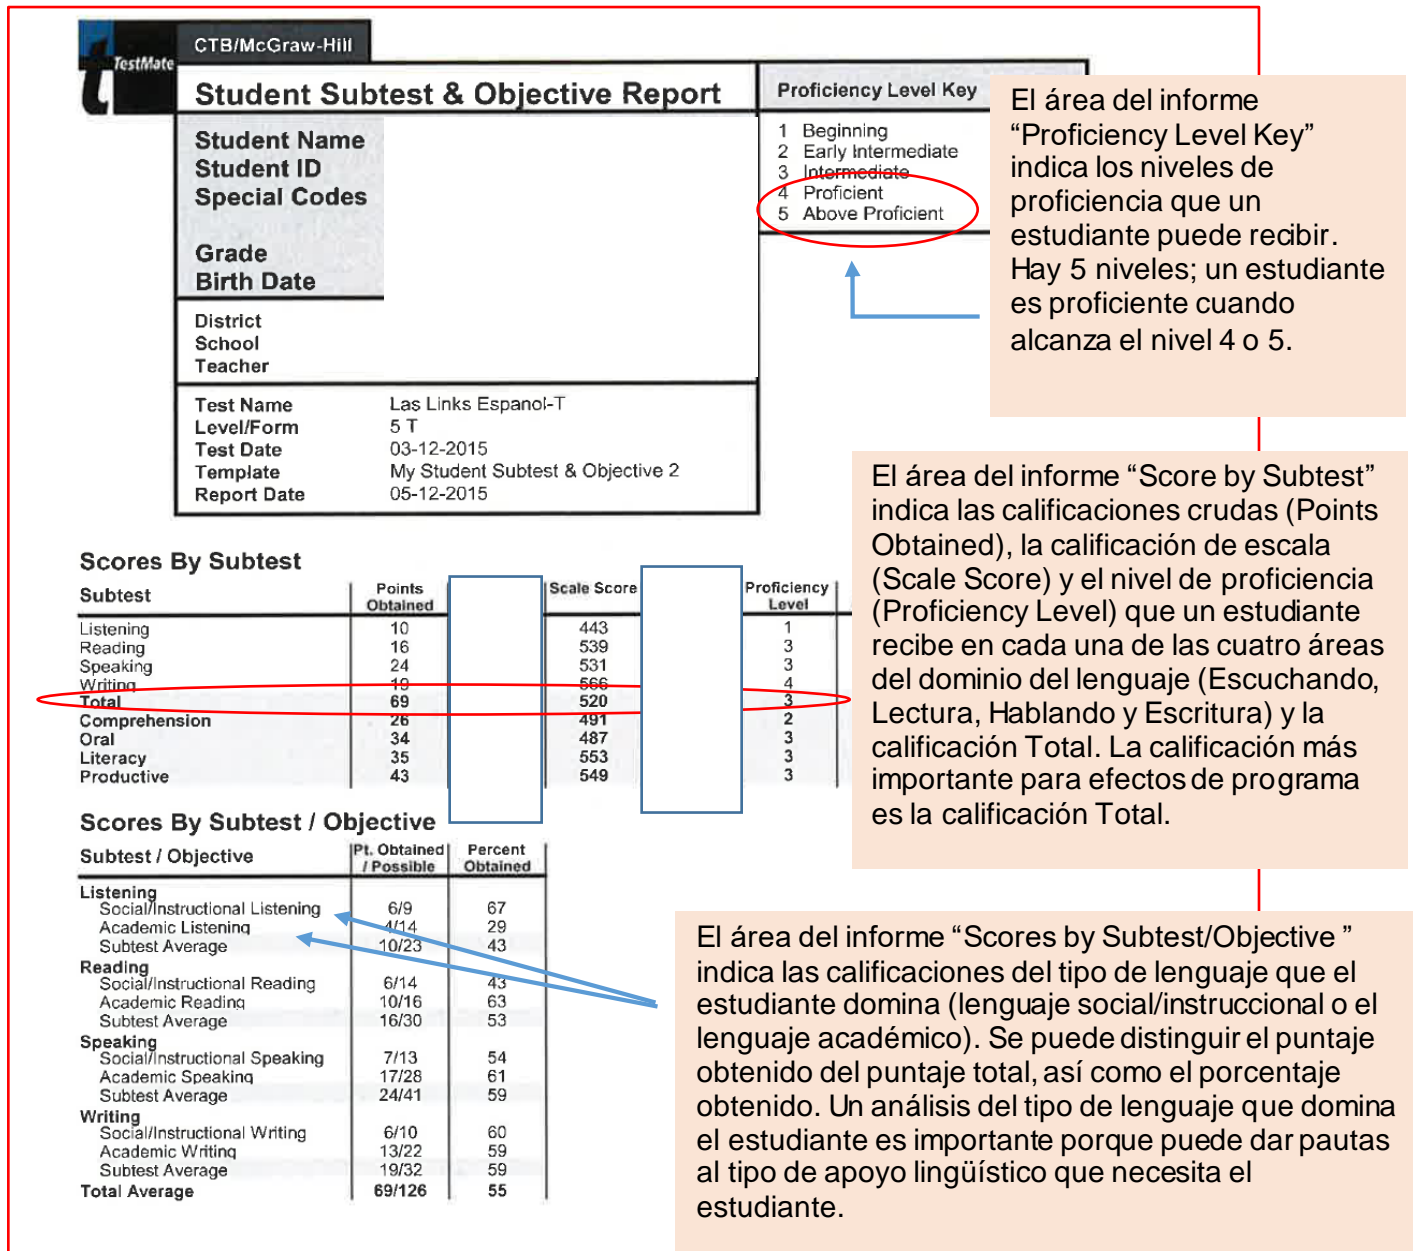 CTB/McGraw-Hill
TestMate
Student Subtest & Objective Report
Student Name
Student ID
Special Codes
Grade
Birth Date
District
School
Teacher
Test Name Las Links Espanol-T
Level/Form 5 T
Test Date 03-12-2015
Template My Student Subtest & Objective 2
Report Date 05-12-2015
Proficiency Level Key
1 Beginning
2 Early Intermediate
3 Intermediate
4 Proficient
5 Above Proficient
El área del informe
“Proficiency Level Key”
indica los niveles de
proficiencia que un
estudiante puede recibir.
Hay 5 niveles; un estudiante
es proficiente cuando
alcanza el nivel 4 o 5.
Scores By Subtest
Subtest Points Obtained Scale Score Proficiency Level
Listening 10 443 1
Reading 16 539 3
Speaking 24 531 3
Writing 19 566 4
Total 69 520 3
Comprehension 26 491 2
Oral 34 487 3
Literacy 35 553 3
Productive 43 549 3
El área del informe “Score by Subtest”
indica las calificaciones crudas (Points
Obtained), la calificación de escala
(Scale Score) y el nivel de proficiencia
(Proficiency Level) que un estudiante
recibe en cada una de las cuatro áreas
del dominio del lenguaje (Escuchando,
Lectura, Hablando y Escritura) y la
calificación Total. La calificación más
importante para efectos de programa
es la calificación Total.
Scores By Subtest / Objective
Subtest / Objective Pt. Obtained / Possible Percent Obtained
Listening
Social/Instructional Listening 6/9 67
Academic Listening 4/14 29
Subtest Average 10/23 43
Reading
Social/Instructional Reading 6/14 43
Academic Reading 10/16 63
Subtest Average 16/30 53
Speaking
Social/Instructional Speaking 7/13 54
Academic Speaking 17/28 61
Subtest Average 24/41 59
Writing
Social/Instructional Writing 6/10 60
Academic Writing 13/22 59
Subtest Average 19/32 59
Total Average 69/126 55
El área del informe “Scores by Subtest/Objective ”
indica las calificaciones del tipo de lenguaje que el
estudiante domina (lenguaje social/instruccional o el
lenguaje académico). Se puede distinguir el puntaje
obtenido del puntaje total, así como el porcentaje
obtenido. Un análisis del tipo de lenguaje que domina
el estudiante es importante porque puede dar pautas
al tipo de apoyo lingüístico que necesita el
estudiante.